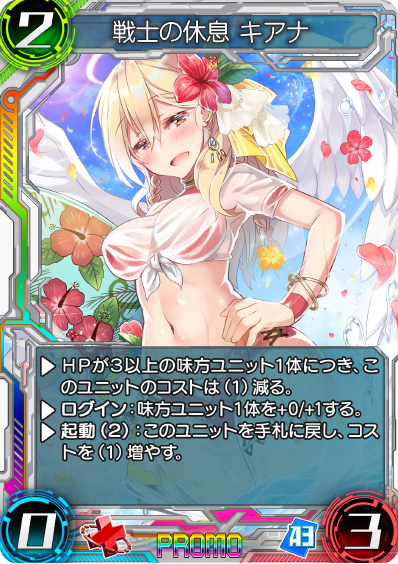 2
戦士の休息 キアナ
▶ HPが3以上の味方ユニット1体につき、こ
のユニットのコストは(1)減る。
▶ ログイン:味方ユニット1体を+0/+1する。
▶ 起動(2):このユニットを手札に戻し、コス
トを(1)増やす。
0
PROMO
A3
3